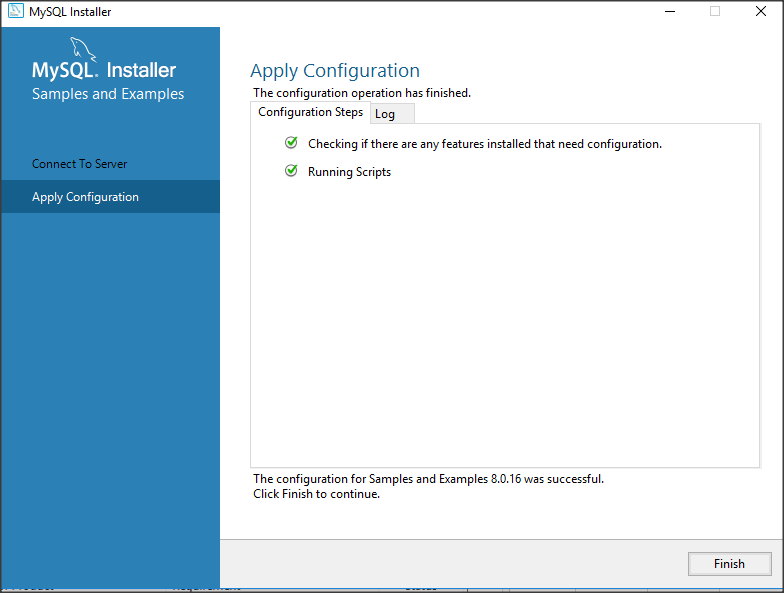 MySQL Installer
MySQL. Installer
Samples and Examples
Connect To Server
Apply Configuration
Apply Configuration
The configuration operation has finished.
Configuration Steps Log
Checking if there are any features installed that need configuration.
Running Scripts
The configuration for Samples and Examples 8.0.16 was successful.
Click Finish to continue.
Finish